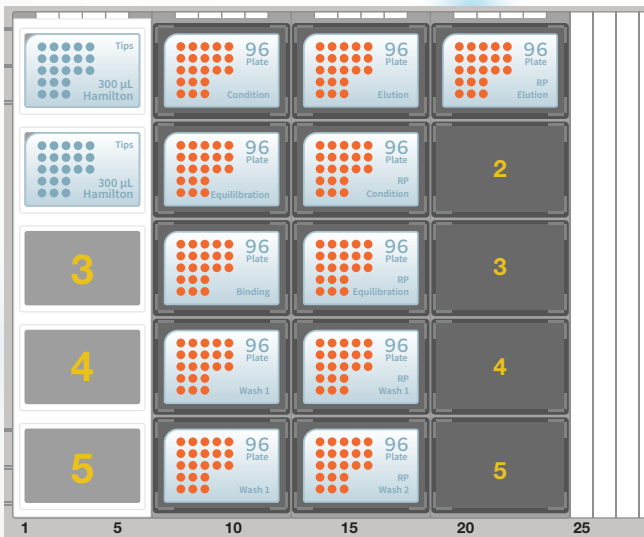 Tips
300 µL
Hamilton
96
Plate
Condition
96
Plate
Elution
96
Plate
RP
Elution
Tips
300 µL
Hamilton
96
Plate
Equililbration
96
Plate
RP
Condition
2
3
96
Plate
Binding
96
Plate
RP
Equilibration
3
4
96
Plate
Wash 1
96
Plate
RP
Wash 1
4
5
96
Plate
Wash 1
96
Plate
RP
Wash 2
5
1
5
10
15
20
25